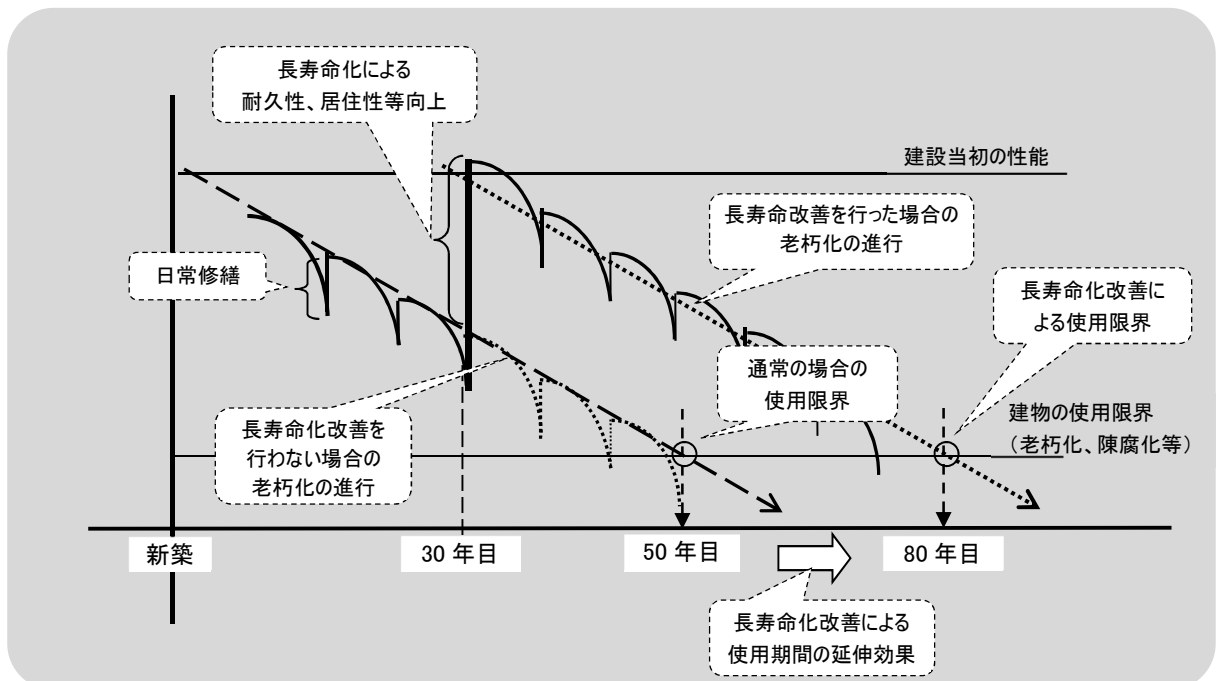 長寿命化による
耐久性、居住性等向上
建設当初の性能
長寿命改善を行った場合の
老朽化の進行
日常修繕
長寿命化改善に
よる使用限界
通常の場合の
使用限界
建物の使用限界
（老朽化、陳腐化等）
長寿命化改善を
行わない場合の
老朽化の進行
新築
30 年目
50 年目
80 年目
長寿命化改善による
使用期間の延伸効果